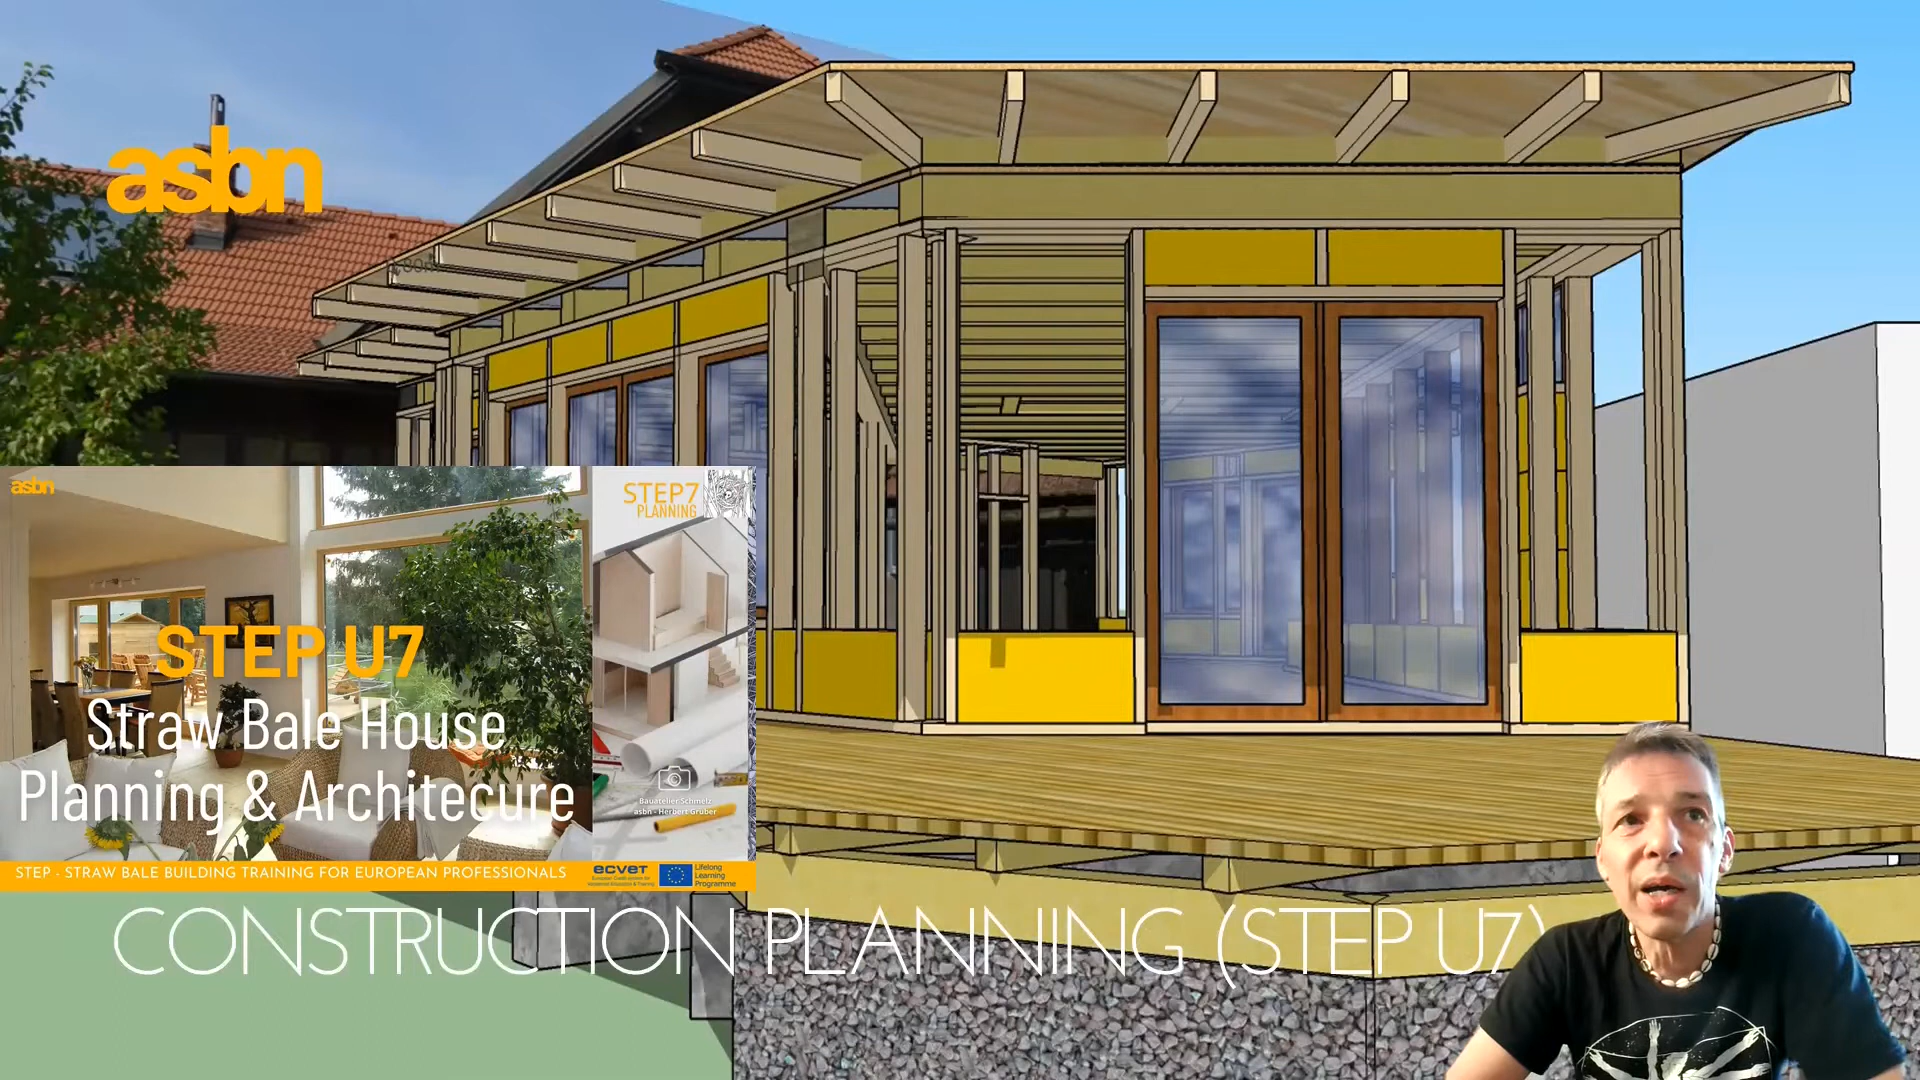 asbn
asbn
STEP7
PLANNING
STEP U7
Straw Bale House
Planning & Architecure
Bauatelier Schmelz
asbn - Herbert Gruber
STEP - STRAW BALE BUILDING TRAINING FOR EUROPEAN PROFESSIONALS
ecvet
Lifelong
Learning
Programme
CONSTRUCTION PLANNING (STEP U7)